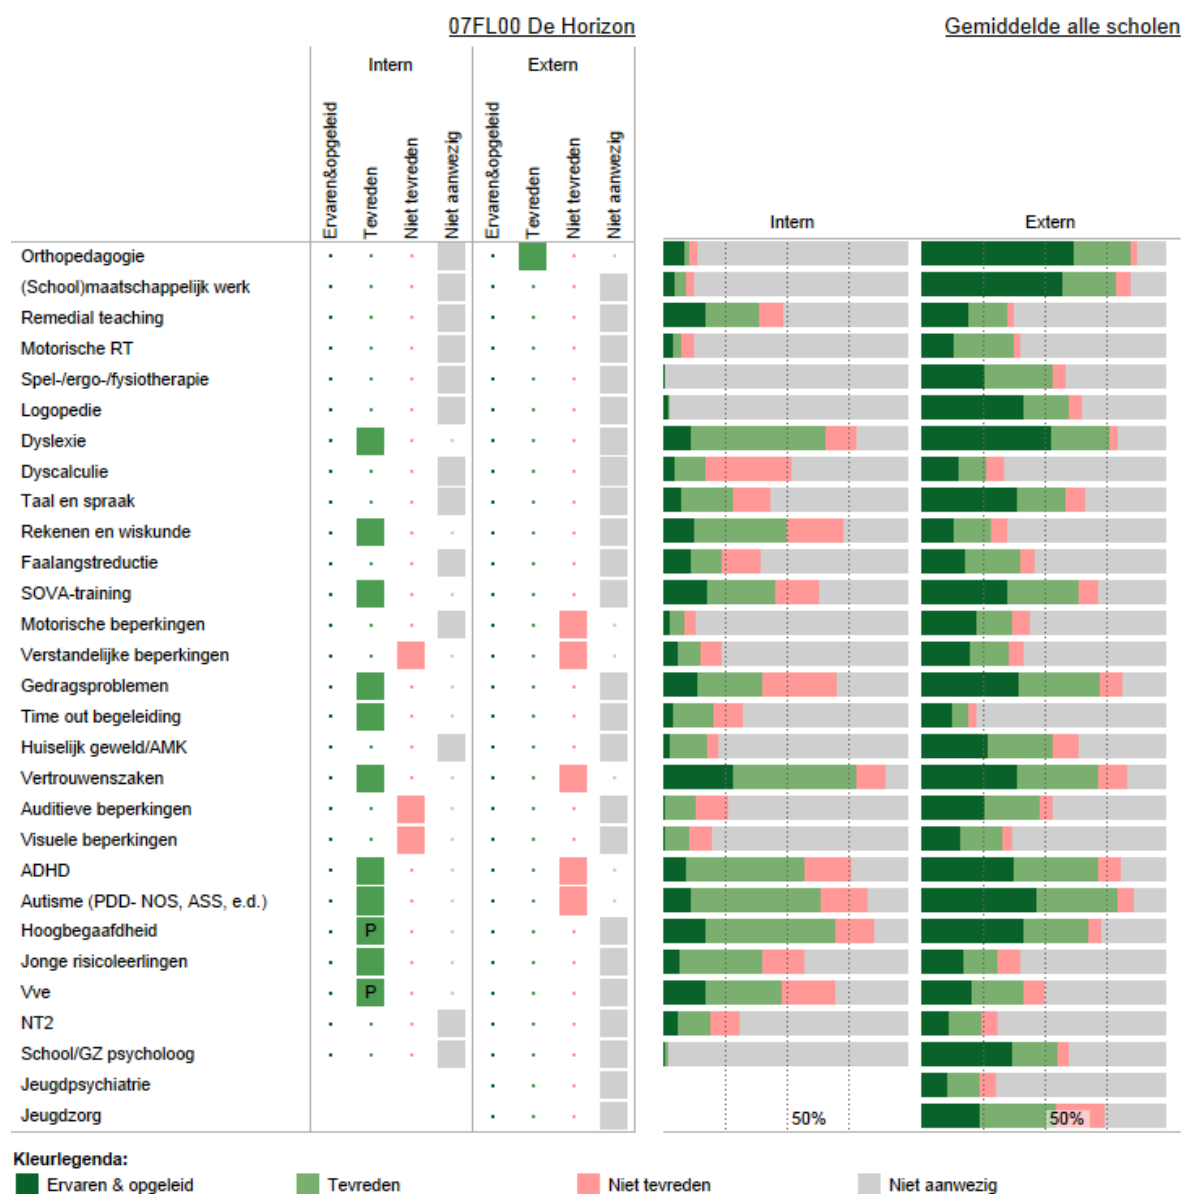 07FL00 De Horizon
Gemiddelde alle scholen
Intern
Extern
Ervaren&opgeleid
Tevreden
Niet tevreden
Niet aanwezig
Ervaren&opgeleid
Tevreden
Niet tevreden
Niet aanwezig
Intern
Extern
Orthopedagogie
(School)maatschappelijk werk
Remedial teaching
Motorische RT
Spel-/ergo-/fysiotherapie
Logopedie
Dyslexie
Dyscalculie
Taal en spraak
Rekenen en wiskunde
Faalangstreductie
SOVA-training
Motorische beperkingen
Verstandelijke beperkingen
Gedragsproblemen
Time out begeleiding
Huiselijk geweld/AMK
Vertrouwenszaken
Auditieve beperkingen
Visuele beperkingen
ADHD
Autisme (PDD- NOS, ASS, e.d.)
Hoogbegaafdheid P
Jonge risicoleerlingen
Vve P
NT2
School/GZ psycholoog
Jeugdpsychiatrie
Jeugdzorg 50% 50%
Kleurlegenda:
Ervaren & opgeleid Tevreden Niet tevreden Niet aanwezig